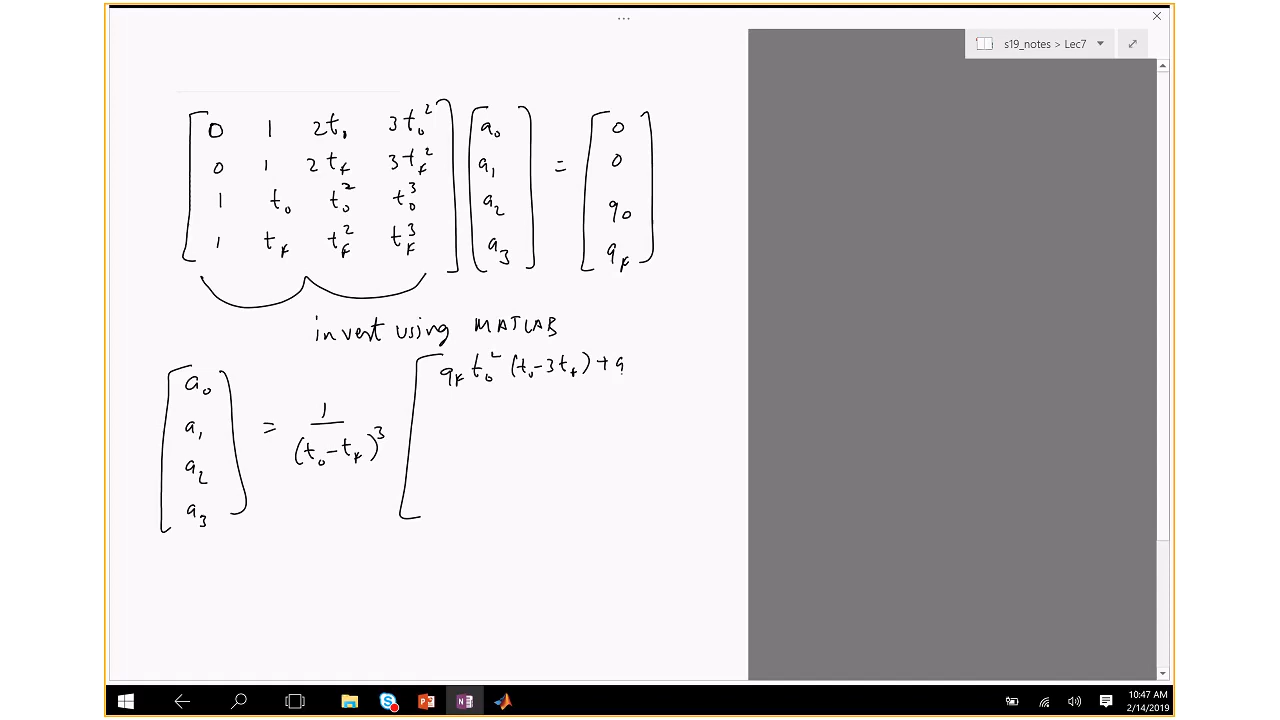 ...
s19_notes > Lec7
[0 1 2t₀ 3t₀²] [a₀] = [0]
[0 1 2t_f 3t_f²] [a₁] [0]
[1 t₀ t₀² t₀³] [a₂] [q₀]
[1 t_f t_f² t_f³] [a₃] [q_f]
invert using MATLAB
[a₀ a₁ a₂ a₃] = 1/(t₀-t_f)³ [q_f t₀² (t₀-3t_f) + q
10:47 AM
2/14/2019